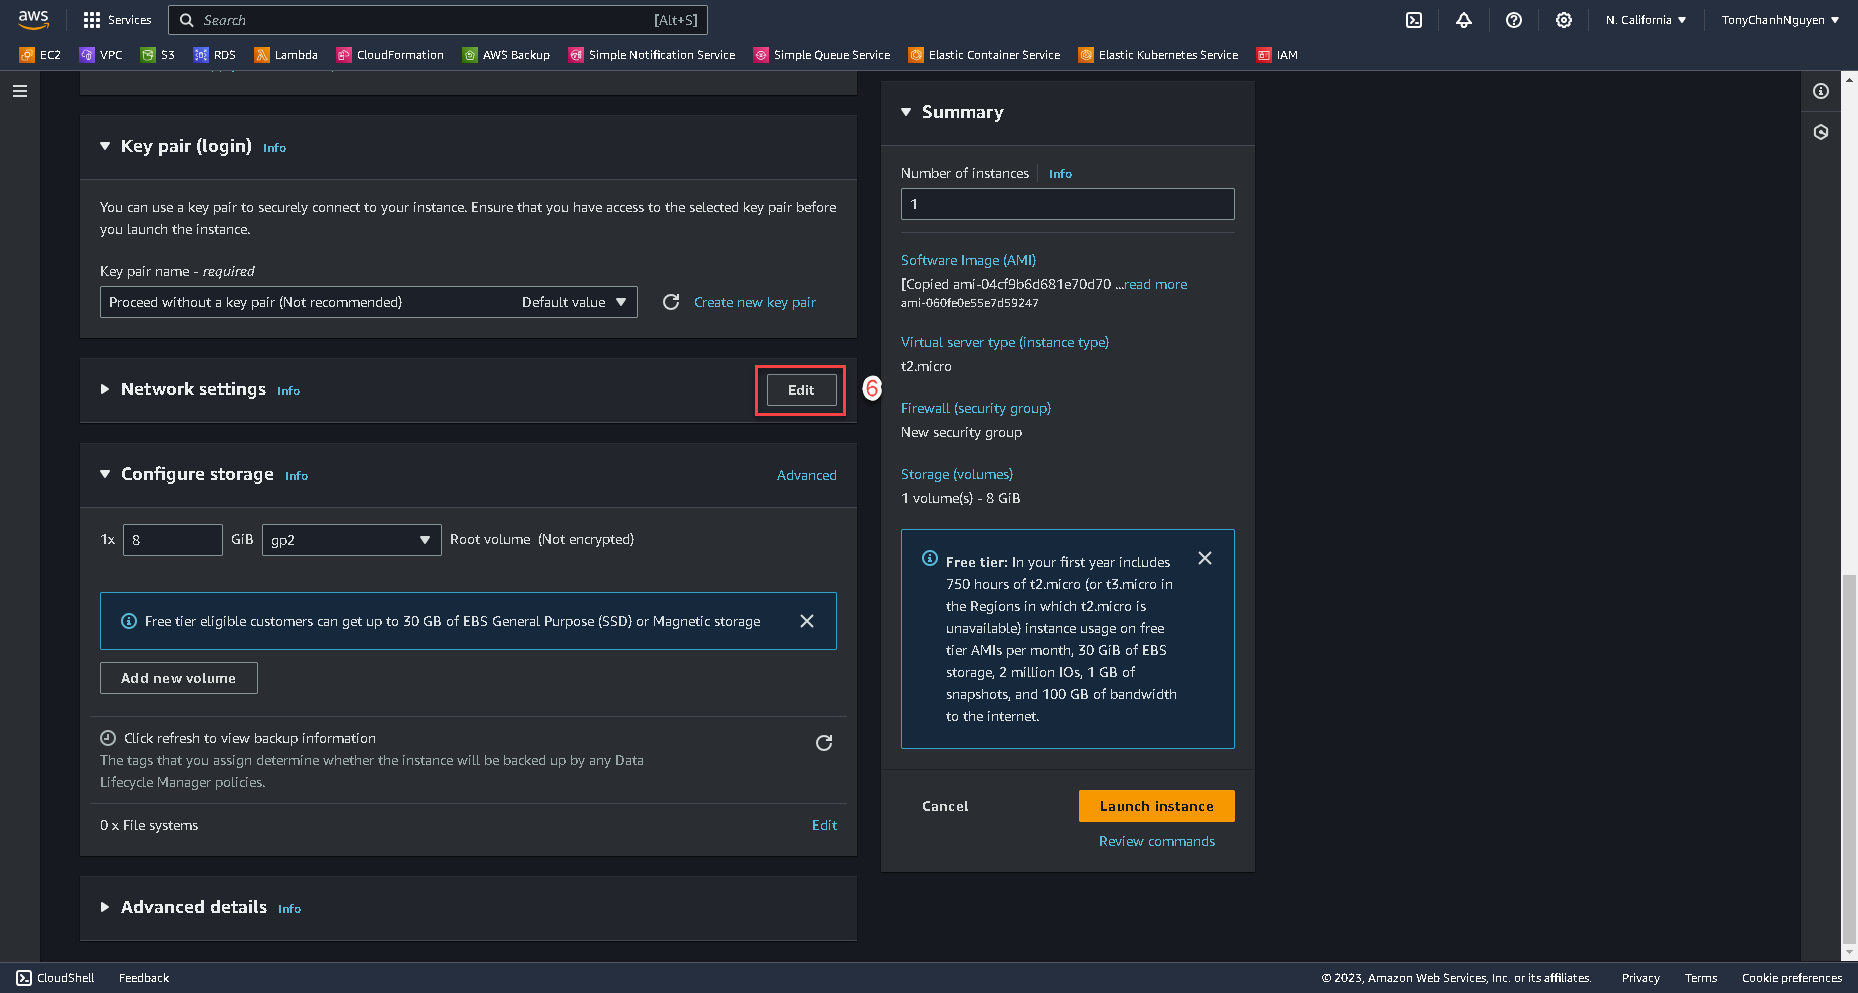 aws
Services
Search
[Alt+S]
N. California
TonyChanhNguyen
EC2
VPC
S3
RDS
Lambda
CloudFormation
AWS Backup
Simple Notification Service
Simple Queue Service
Elastic Container Service
Elastic Kubernetes Service
IAM
Key pair (login) Info
You can use a key pair to securely connect to your instance. Ensure that you have access to the selected key pair before
you launch the instance.
Key pair name - required
Proceed without a key pair (Not recommended) Default value
Create new key pair
Network settings Info
Edit
6
Configure storage Info
Advanced
1x 8 GiB gp2 Root volume (Not encrypted)
Free tier eligible customers can get up to 30 GB of EBS General Purpose (SSD) or Magnetic storage
Add new volume
Click refresh to view backup information
The tags that you assign determine whether the instance will be backed up by any Data
Lifecycle Manager policies.
0 x File systems
Edit
Advanced details Info
Summary
Number of instances Info
1
Software Image (AMI)
[Copied ami-04cf9b6d681e70d70 ...read more
ami-060fe0e55e7d59247
Virtual server type (instance type)
t2.micro
Firewall (security group)
New security group
Storage (volumes)
1 volume(s) - 8 GiB
Free tier: In your first year includes
750 hours of t2.micro (or t3.micro in
the Regions in which t2.micro is
unavailable) instance usage on free
tier AMIs per month, 30 GiB of EBS
storage, 2 million IOs, 1 GB of
snapshots, and 100 GB of bandwidth
to the internet.
Cancel
Launch instance
Review commands
CloudShell
Feedback
© 2023, Amazon Web Services, Inc. or its affiliates.
Privacy
Terms
Cookie preferences